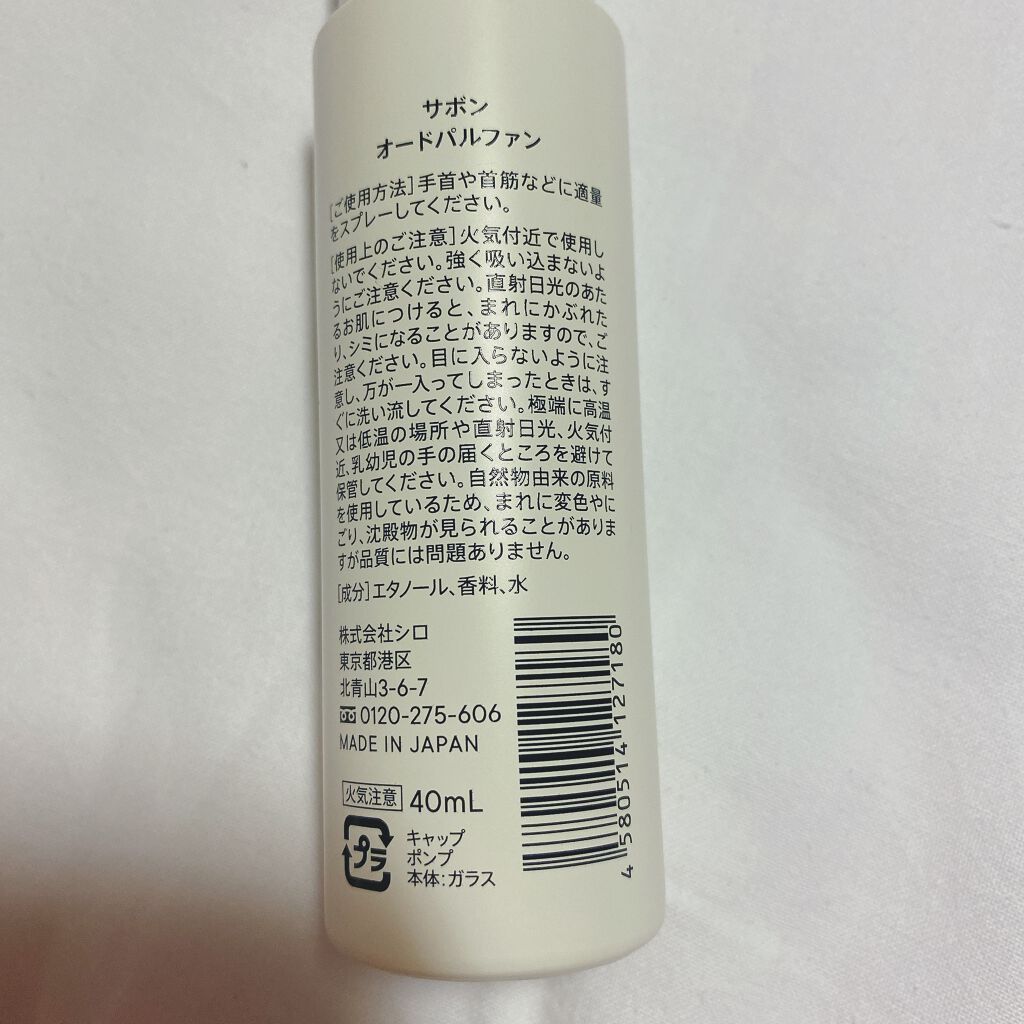 サボン
オードパルファン
[ご使用方法]手首や首筋などに適量
をスプレーしてください。
[使用上のご注意]火気付近で使用し
ないでください。強く吸い込まないよ
うにご注意ください。直射日光のあた
るお肌につけると、まれにかぶれた
り、シミになることがありますので、ご
注意ください。目に入らないように注
意し、万が一入ってしまったときは、す
ぐに洗い流してください。極端に高温
又は低温の場所や直射日光、火気付
近、乳幼児の手の届くところを避けて
保管してください。自然物由来の原料
を使用しているため、まれに変色やに
ごり、沈殿物が見られることがありま
すが品質には問題ありません。
[成分]エタノール、香料、水
株式会社シロ
東京都港区
北青山3-6-7
0120-275-606
MADE IN JAPAN
火気注意 40mL
プラ
キャップ
ポンプ
本体:ガラス
4 580514 127180